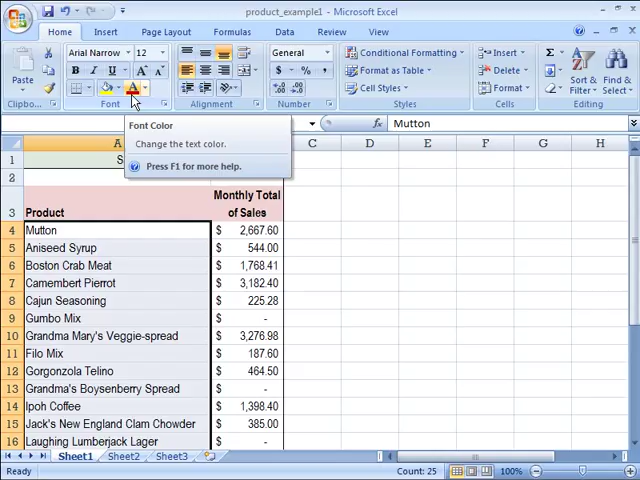 product_example1 - Microsoft Excel
Home Insert Page Layout Formulas Data Review View
Arial Narrow 12 General Conditional Formatting Insert
Paste B I U A A $ % , Format as Table Delete Sort & Filter Find & Select
A Cell Styles Format
Clipbo... Font Alignment Number Styles Cells Editing
fx Mutton
Font Color
Change the text color.
Press F1 for more help.
A C D E F G H
1 S
2
3 Product Monthly Total of Sales
4 Mutton $ 2,667.60
5 Aniseed Syrup $ 544.00
6 Boston Crab Meat $ 1,768.41
7 Camembert Pierrot $ 3,182.40
8 Cajun Seasoning $ 225.28
9 Gumbo Mix $ -
10 Grandma Mary's Veggie-spread $ 3,276.98
11 Filo Mix $ 187.60
12 Gorgonzola Telino $ 464.50
13 Grandma's Boysenberry Spread $ -
14 Ipoh Coffee $ 1,398.40
15 Jack's New England Clam Chowder $ 385.00
16 Laughing Lumberjack Lager $ -
Sheet1 Sheet2 Sheet3
Ready Count: 25 100%